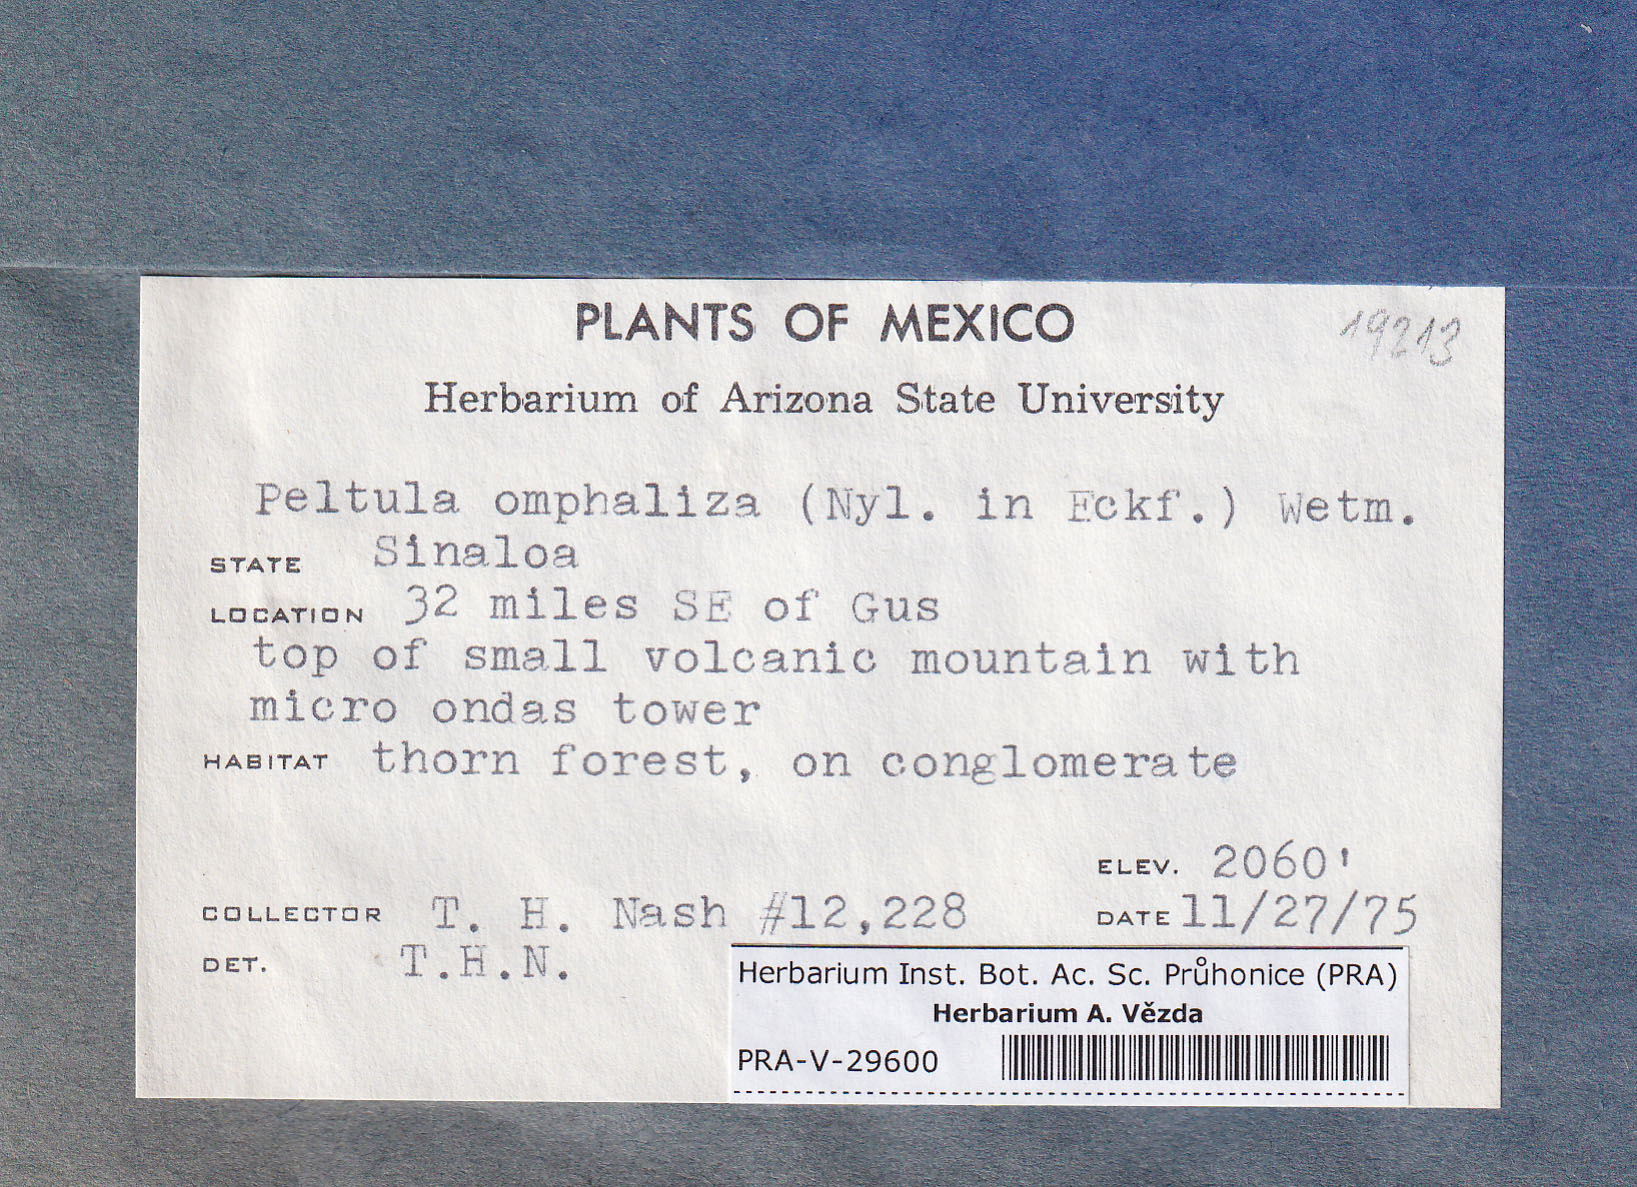 PLANTS OF MEXICO
19213
Herbarium of Arizona State University
Peltula omphaliza (Nyl. in Eckf.) Wetm.
STATE Sinaloa
LOCATION 32 miles SE of Gus
top of small volcanic mountain with
micro ondas tower
HABITAT thorn forest, on conglomerate
ELEV. 2060'
COLLECTOR T. H. Nash #12,228 DATE 11/27/75
DET. T.H.N.
Herbarium Inst. Bot. Ac. Sc. Průhonice (PRA)
Herbarium A. Vězda
PRA-V-29600